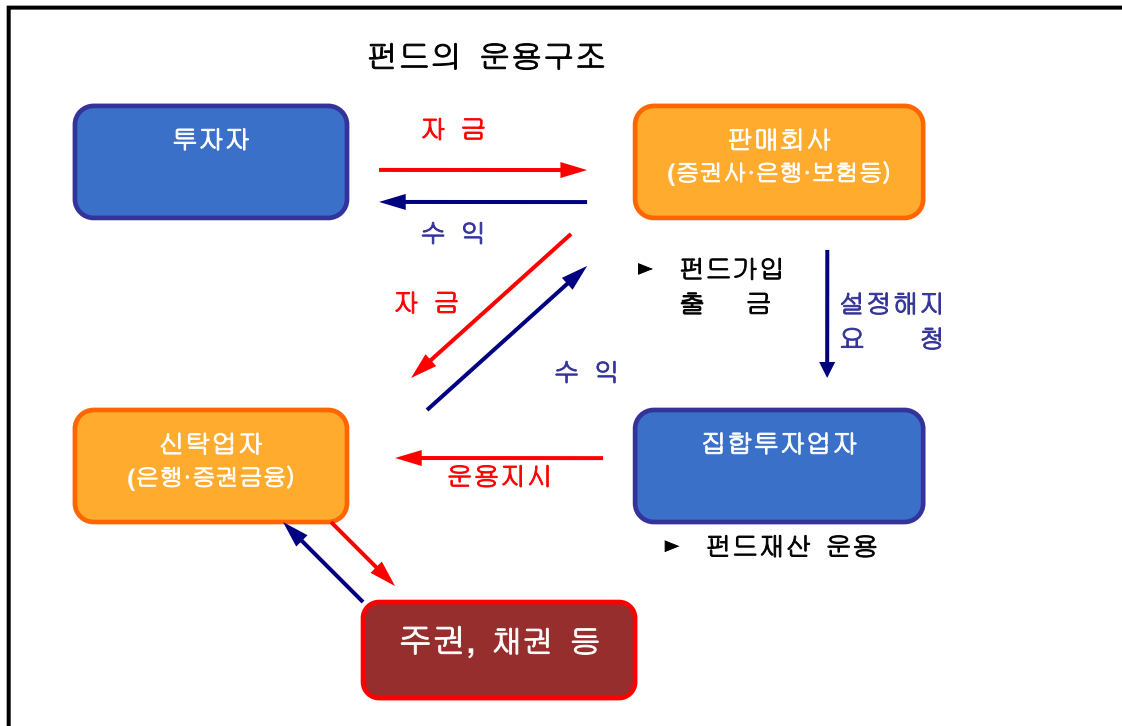 펀드의 운용구조
투자자
자 금
판매회사
(증권사·은행·보험등)
수 익
► 펀드가입
출 금
설정해지
요 청
자 금
수 익
신탁업자
(은행·증권금융)
운용지시
집합투자업자
► 펀드재산 운용
주권, 채권 등